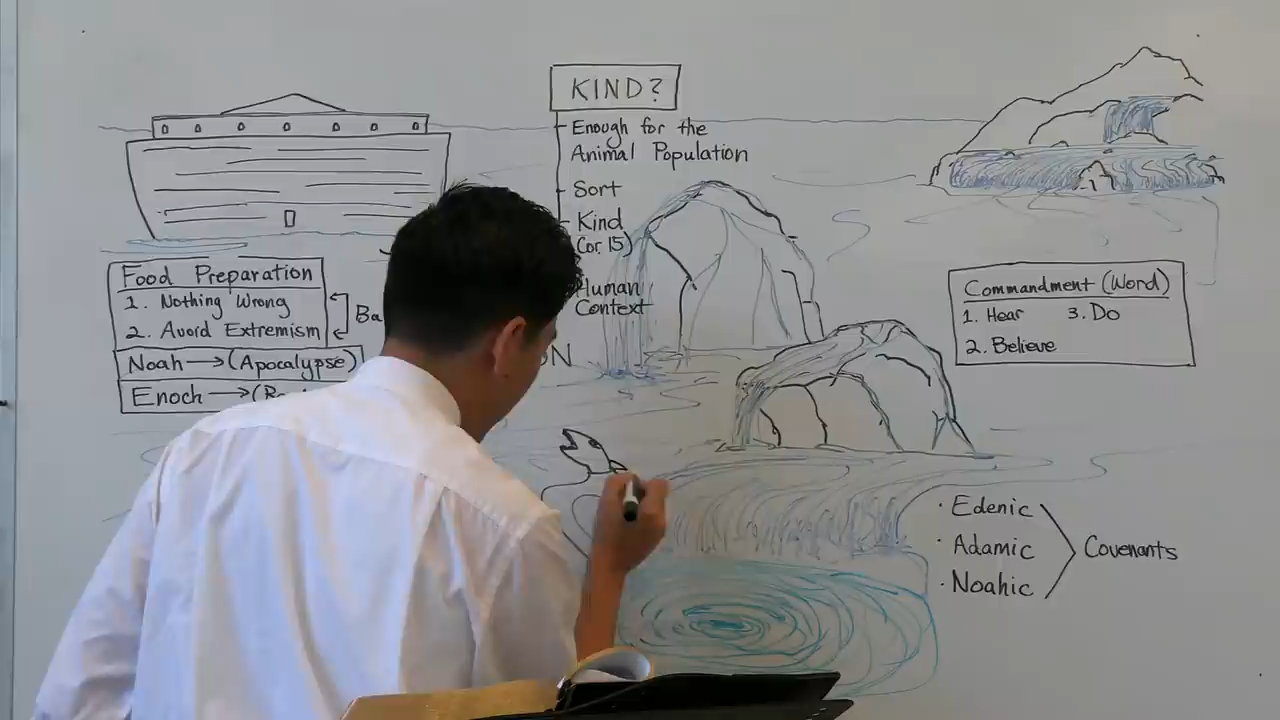 KIND?
Enough for the
Animal Population
Sort
Kind
(Cor. 15)
Human
Context
Food Preparation
1. Nothing Wrong
2. Avoid Extremism
Noah → (Apocalypse)
Enoch →
Commandment (Word)
1. Hear 3. Do
2. Believe
· Edenic
· Adamic
· Noahic
Covenants